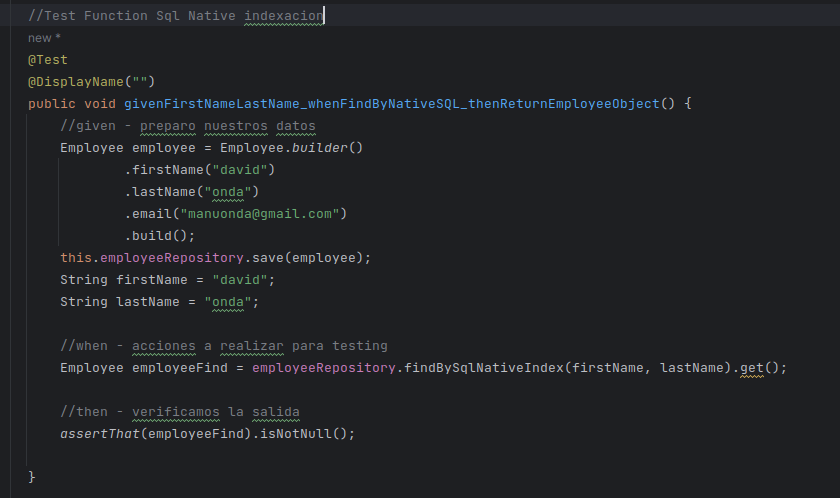 //Test Function Sql Native indexacion
new *
@Test
@DisplayName("")
public void givenFirstNameLastName_whenFindByNativeSQL_thenReturnEmployeeObject() {
//given - preparo nuestros datos
Employee employee = Employee.builder()
.firstName("david")
.lastName("onda")
.email("manuonda@gmail.com")
.build();
this.employeeRepository.save(employee);
String firstName = "david";
String lastName = "onda";
//when - acciones a realizar para testing
Employee employeeFind = employeeRepository.findBySqlNativeIndex(firstName, lastName).get();
//then - verificamos la salida
assertThat(employeeFind).isNotNull();
}